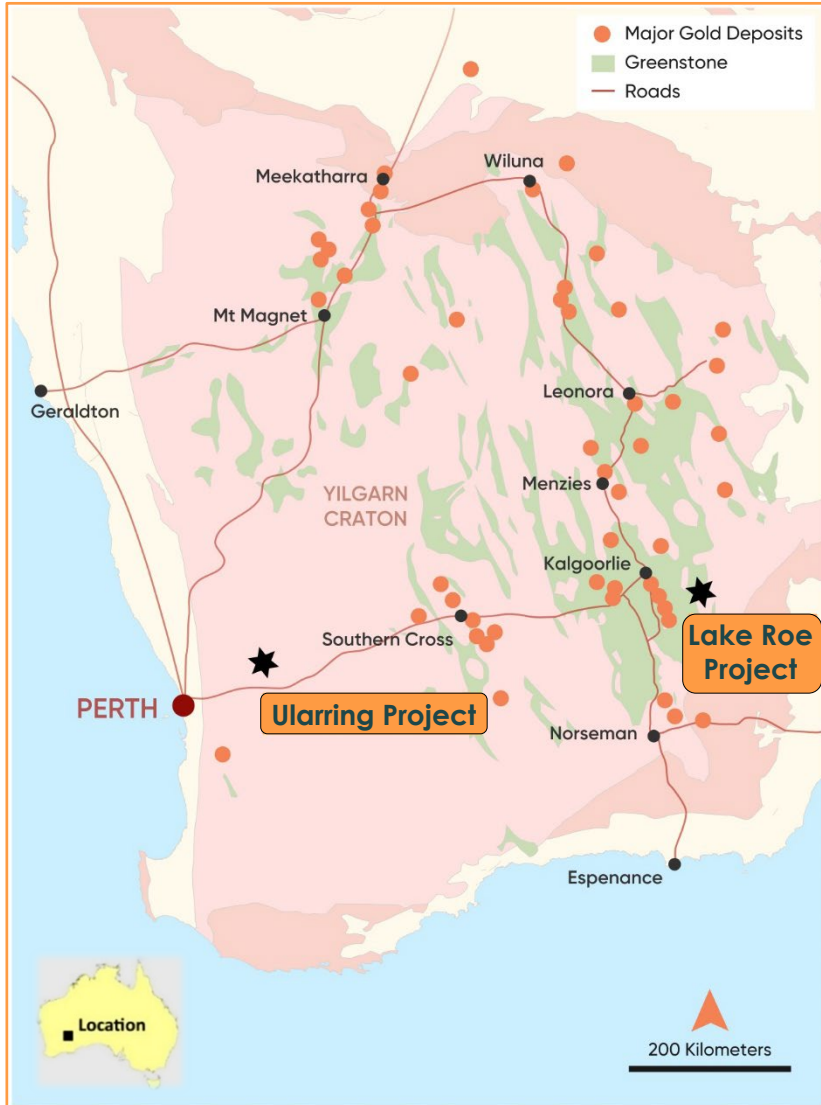 Major Gold Deposits
Greenstone
Roads
Meekatharra
Wiluna
Mt Magnet
Geraldton
Leonora
Menzies
YILGARN
CRATON
Kalgoorlie
Southern Cross
Lake Roe
Project
PERTH
Ularring Project
Norseman
Espenance
Location
200 Kilometers